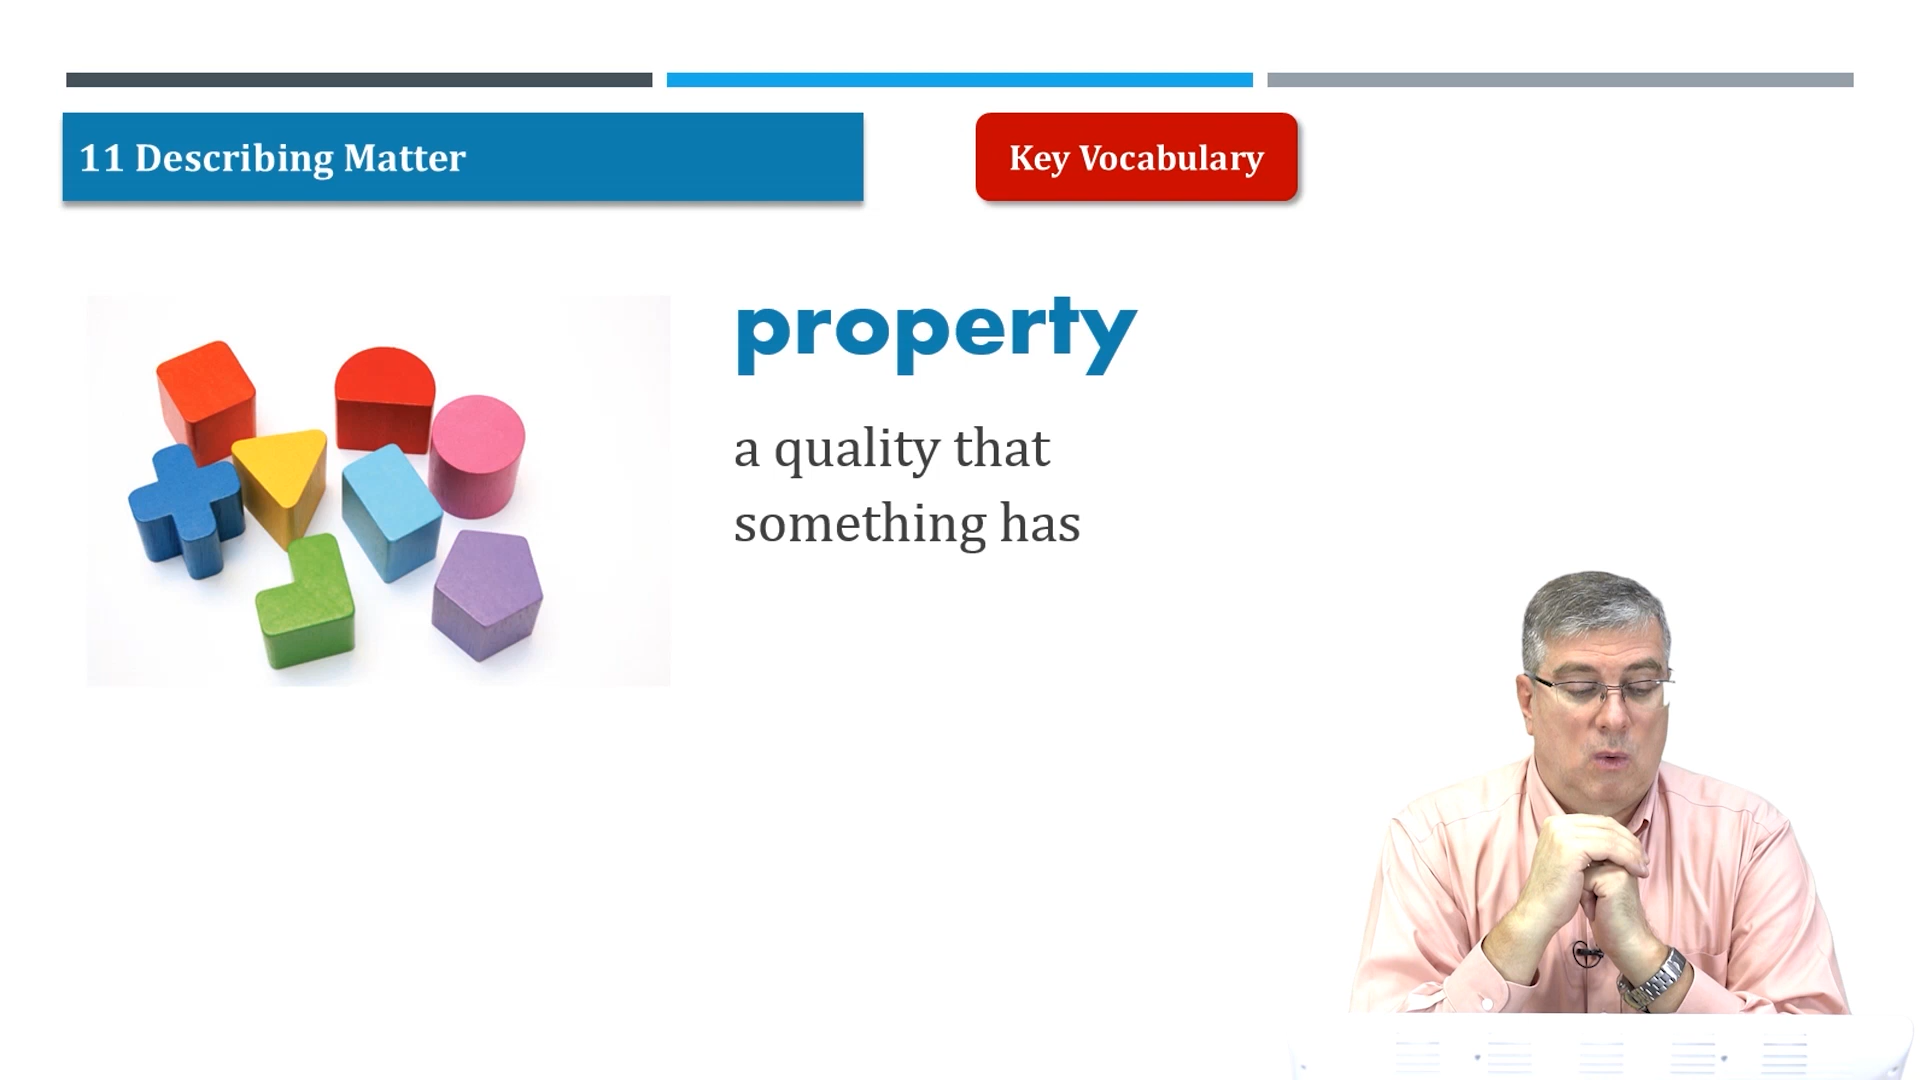 11 Describing Matter
Key Vocabulary
property
a quality that
something has